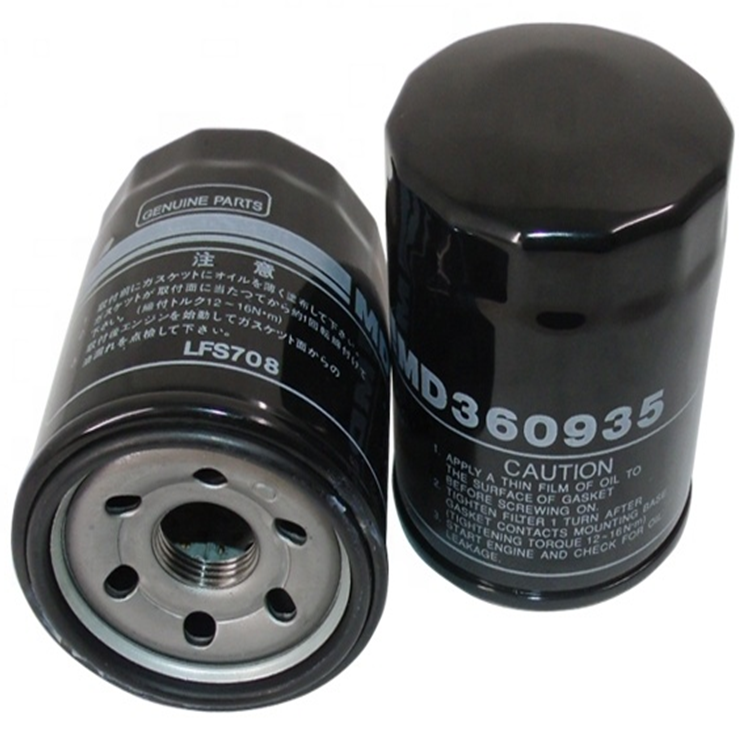 GENUINE PARTS
注 意
取付前にガスケットにオイルを薄く塗布して下さい。
ガスケットが取付面に当たってから約1回転締付けて
下さい。(締付トルク12~16N·m)
取付後エンジンを始動してガスケット面からの
油漏れを点検して下さい。
LFS708
MD
MD360935
CAUTION
1. APPLY A THIN FILM OF OIL TO
THE SURFACE OF GASKET
BEFORE SCREWING ON.
2. TIGHTEN FILTER 1 TURN AFTER
GASKET CONTACTS MOUNTING BASE
(TIGHTENING TORQUE 12~16N·m)
3. START ENGINE AND CHECK FOR OIL
LEAKAGE.